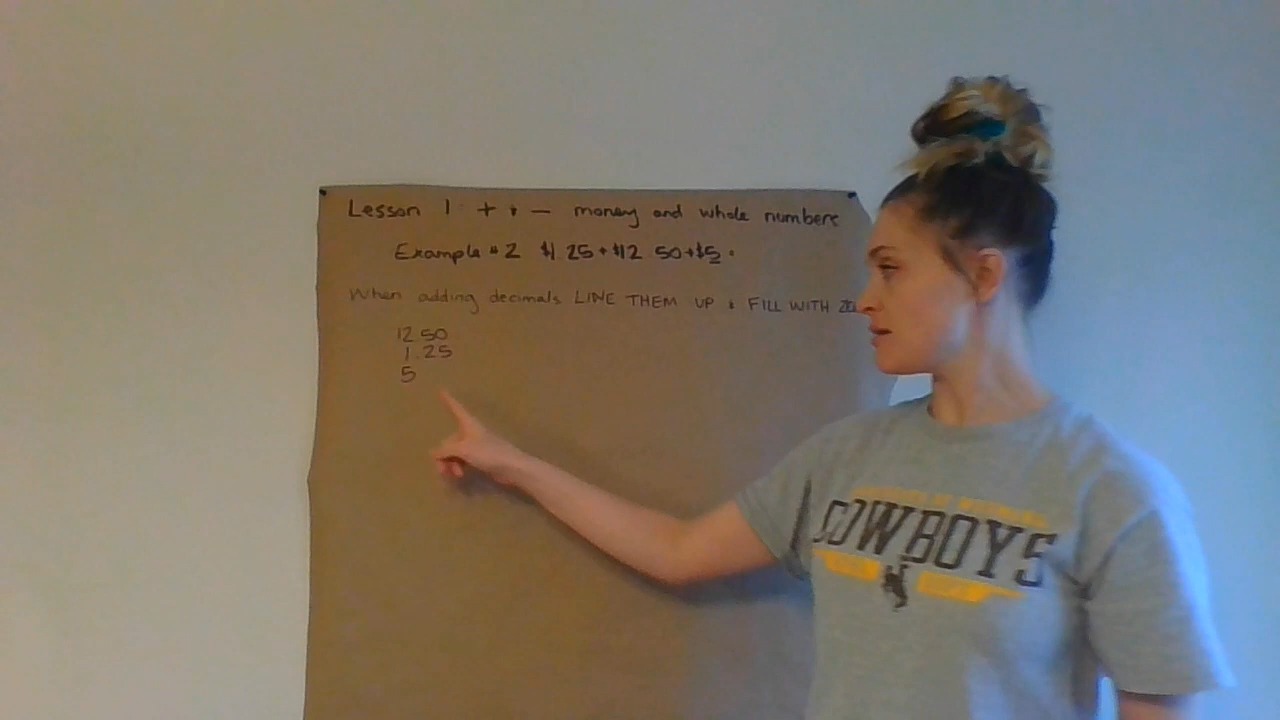 Lesson 1 + & - money and whole numbers
Example #2 $1.25+$12.50+$5.
When adding decimals LINE THEM UP & FILL WITH
12.50
1.25
5
COWBOYS